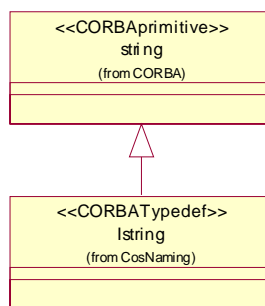 <<CORBAprimitive>>
string
(from CORBA)
<<CORBATypedef>>
Istring
(from CosNaming)